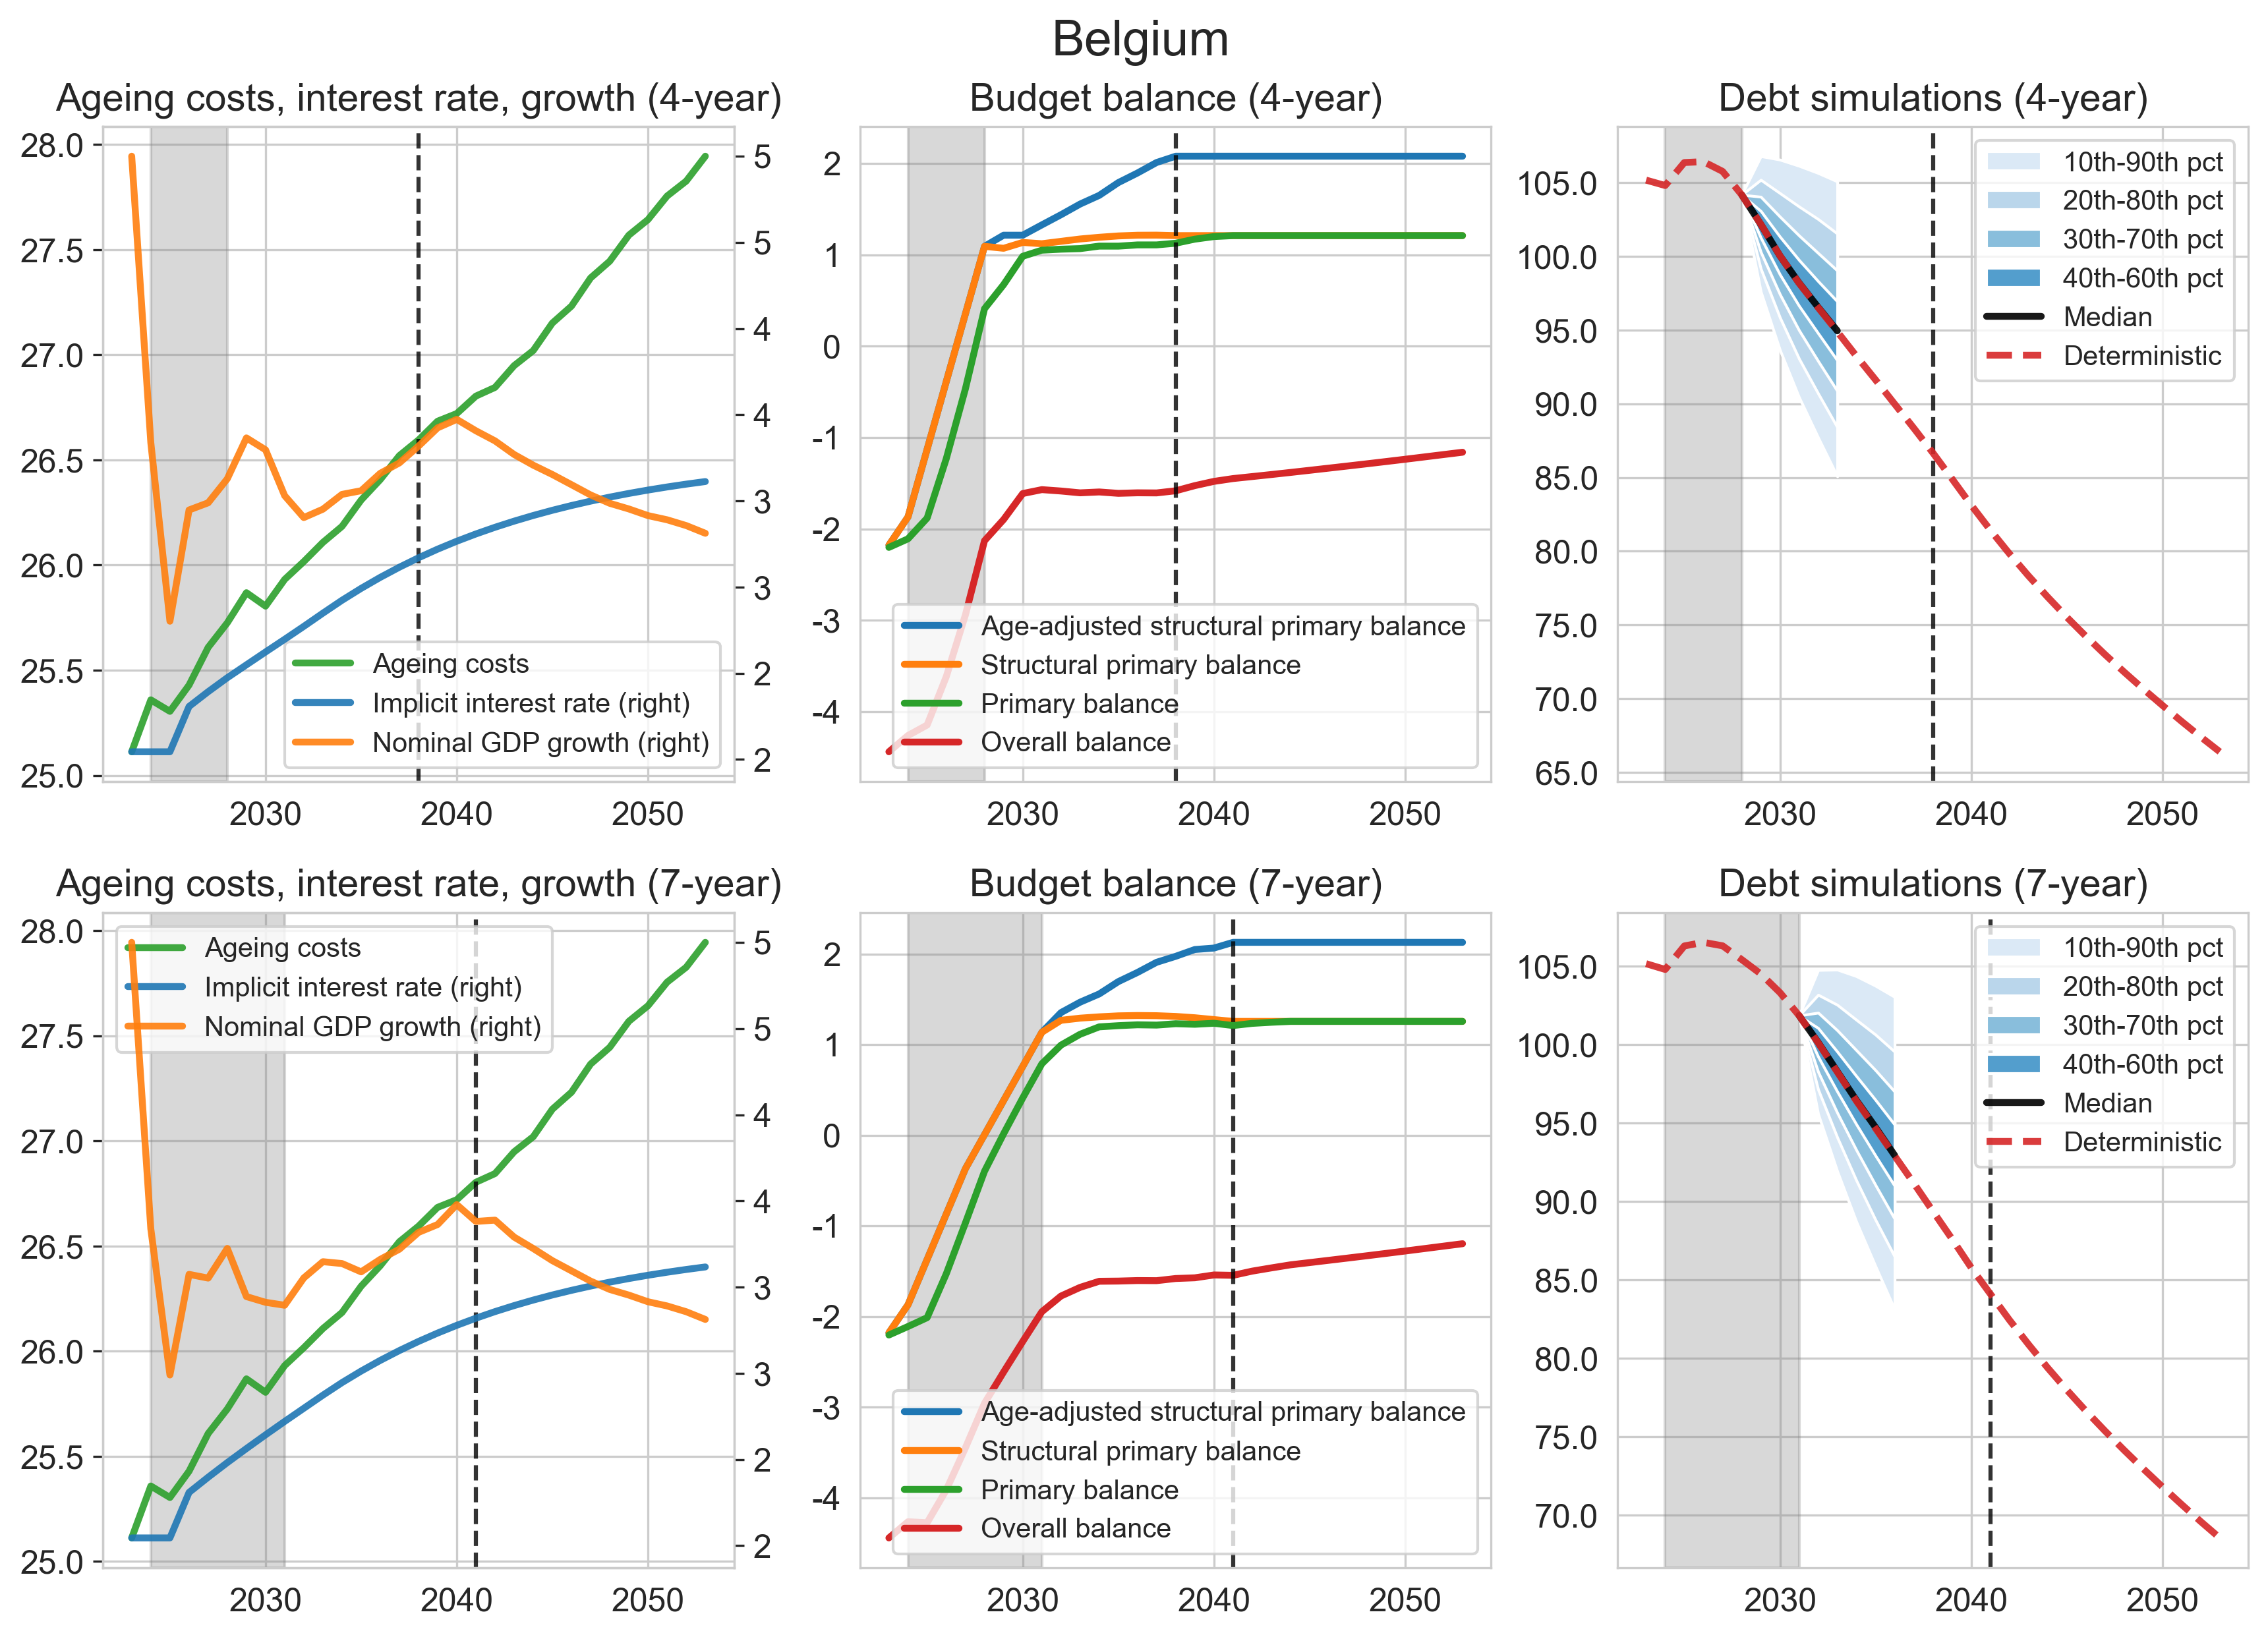 Belgium
Ageing costs, interest rate, growth (4-year)
28.0
27.5
27.0
26.5
26.0
25.5
25.0
5
5
4
4
3
3
2
2
2030
2040
2050
Ageing costs
Implicit interest rate (right)
Nominal GDP growth (right)
Budget balance (4-year)
2
1
0
-1
-2
-3
-4
2030
2040
2050
Age-adjusted structural primary balance
Structural primary balance
Primary balance
Overall balance
Debt simulations (4-year)
105.0
100.0
95.0
90.0
85.0
80.0
75.0
70.0
65.0
2030
2040
2050
10th-90th pct
20th-80th pct
30th-70th pct
40th-60th pct
Median
Deterministic
Ageing costs, interest rate, growth (7-year)
28.0
27.5
27.0
26.5
26.0
25.5
25.0
5
5
4
4
3
3
2
2
2030
2040
2050
Ageing costs
Implicit interest rate (right)
Nominal GDP growth (right)
Budget balance (7-year)
2
1
0
-1
-2
-3
-4
2030
2040
2050
Age-adjusted structural primary balance
Structural primary balance
Primary balance
Overall balance
Debt simulations (7-year)
105.0
100.0
95.0
90.0
85.0
80.0
75.0
70.0
2030
2040
2050
10th-90th pct
20th-80th pct
30th-70th pct
40th-60th pct
Median
Deterministic